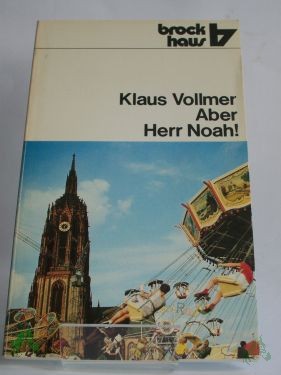 brock
haus
Klaus Vollmer
Aber
Herr Noah!